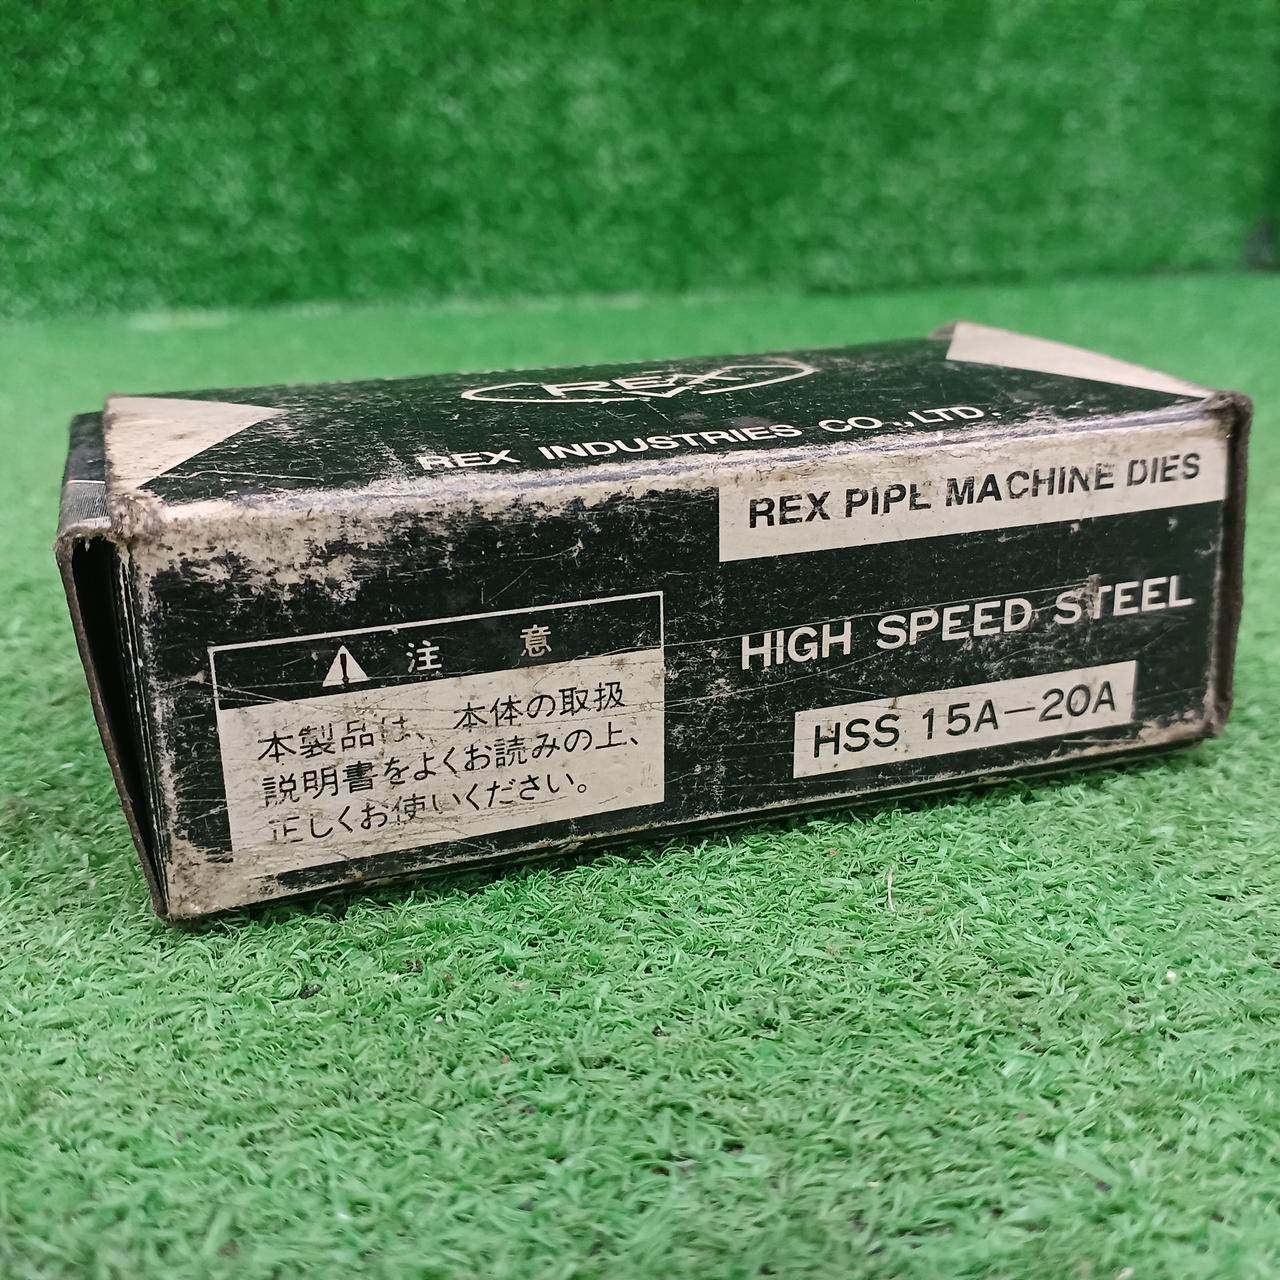 REX
REX INDUSTRIES CO.,LTD.
REX PIPE MACHINE DIES
HIGH SPEED STEEL
HSS 15A-20A
注 意
本製品は、本体の取扱
説明書をよくお読みの上、
正しくお使いください。